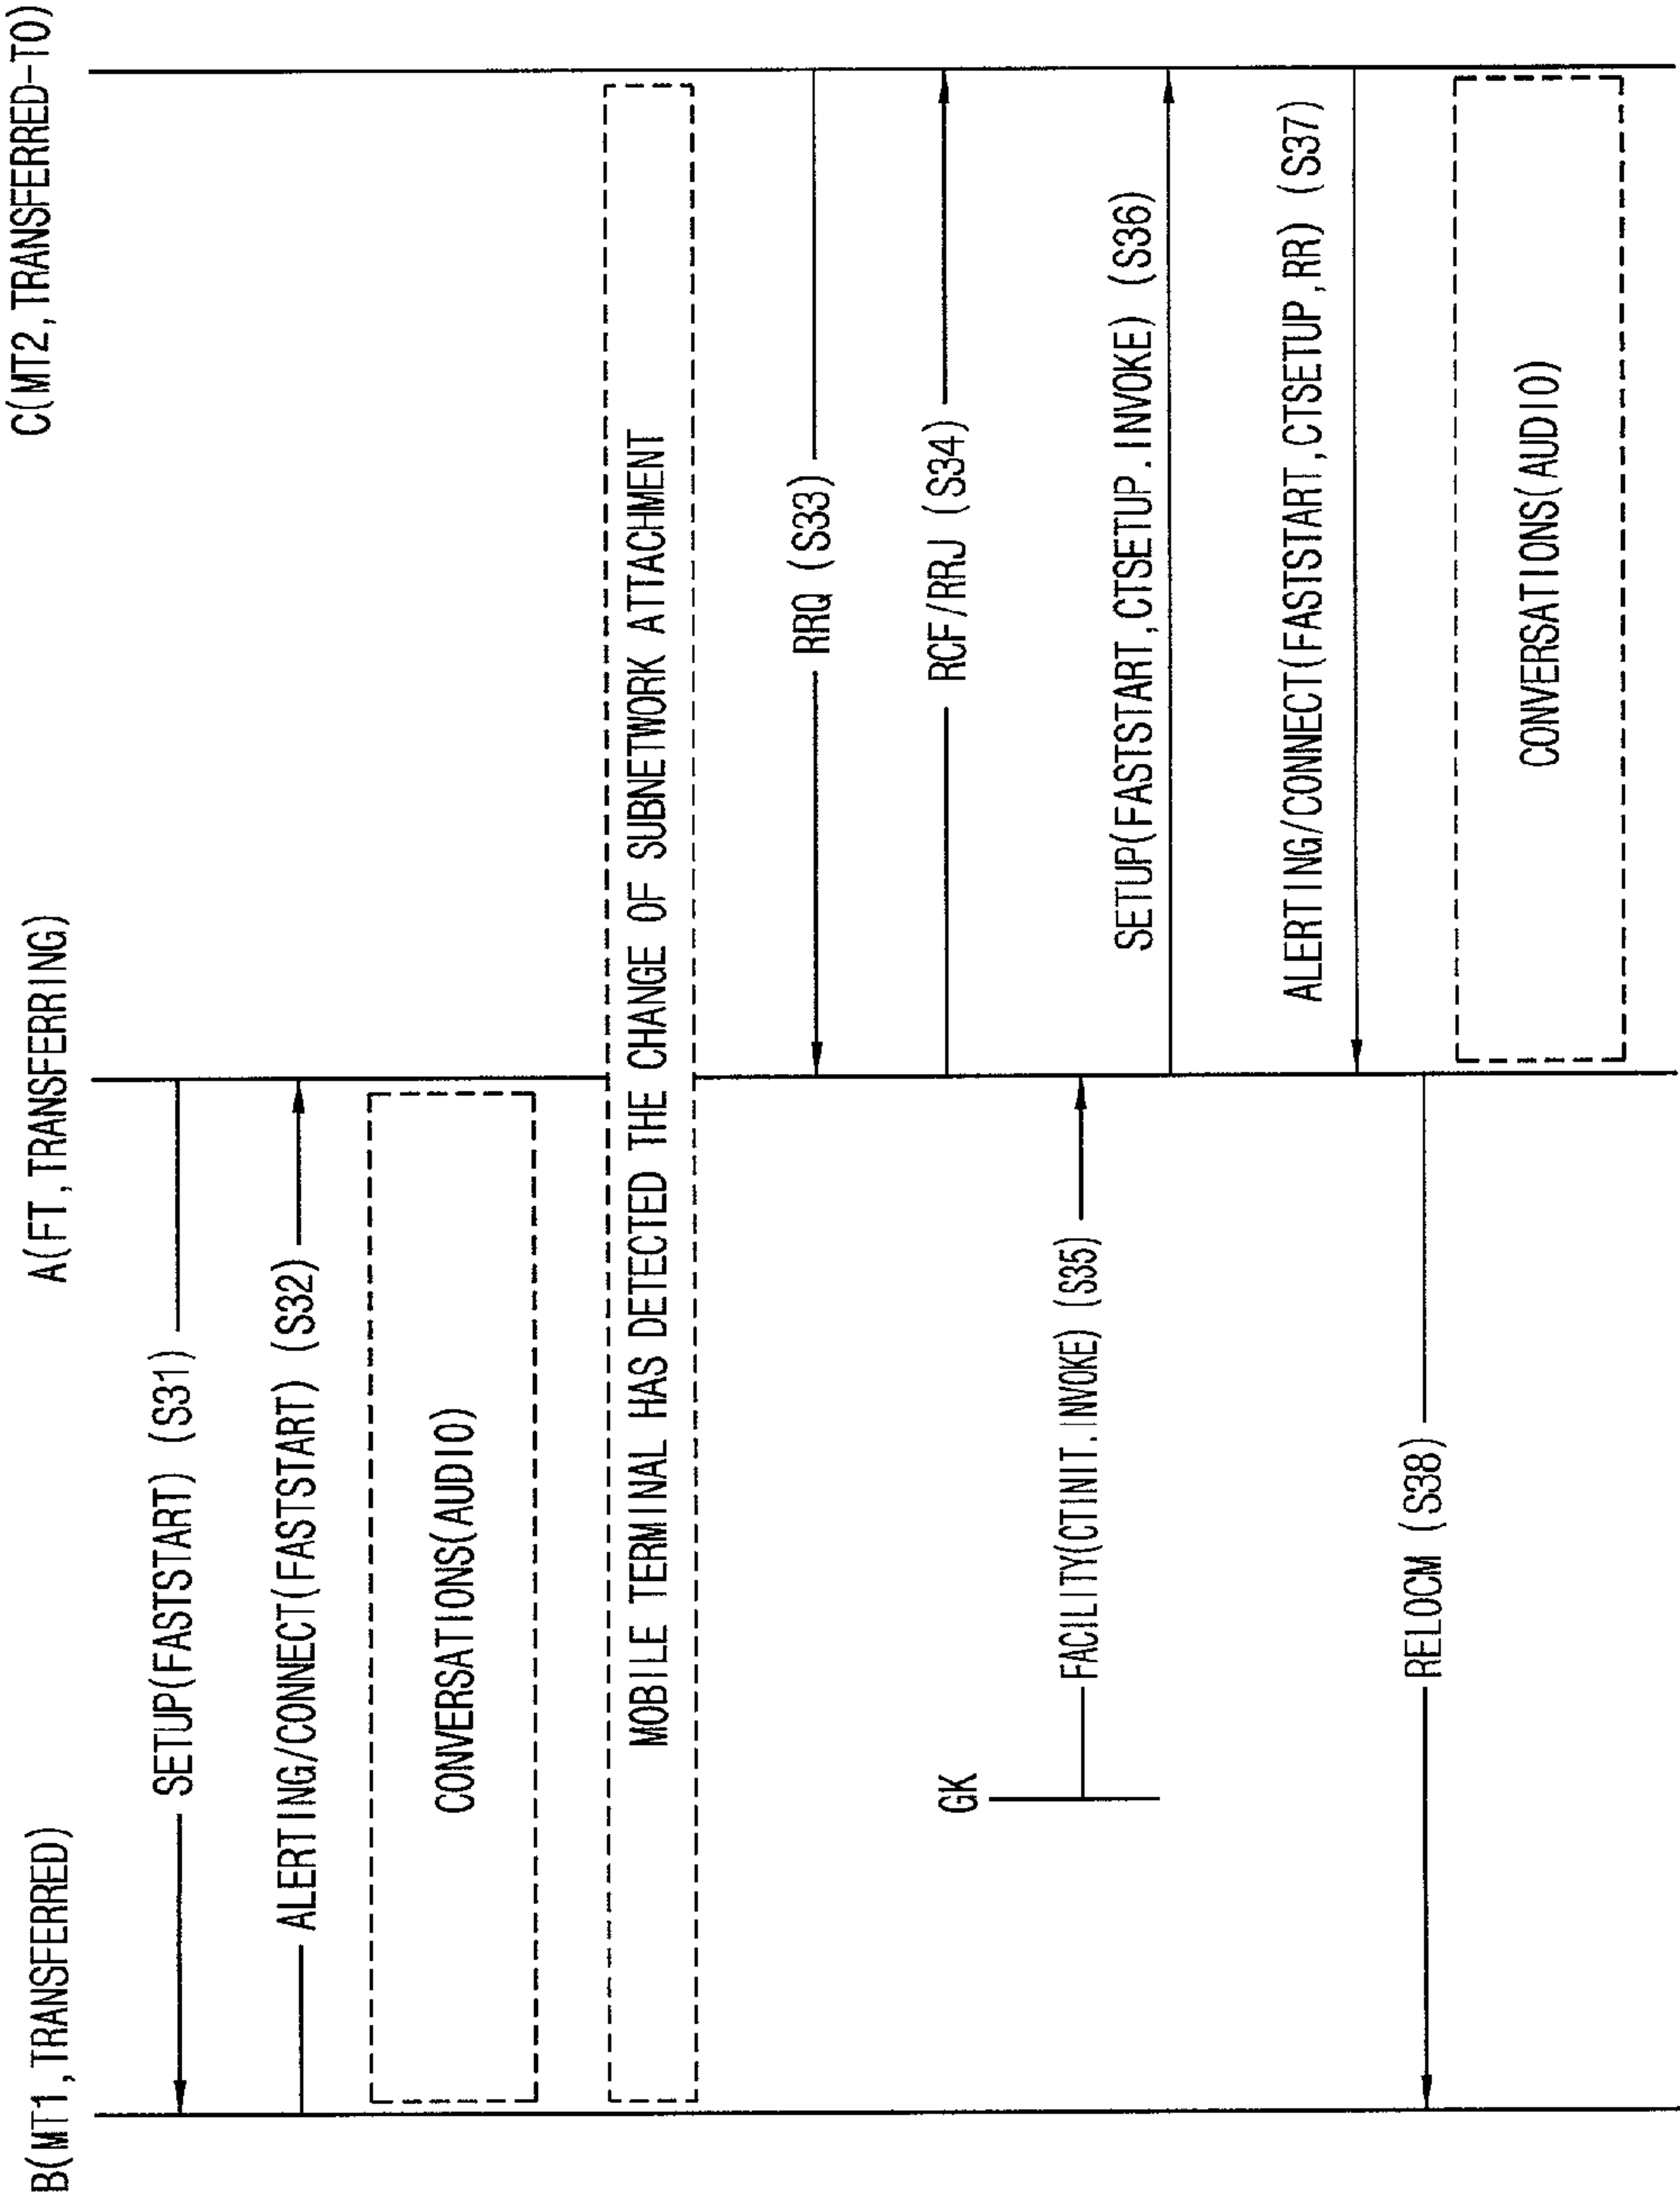 B(MT1,TRANSFERRED)
A(FT,TRANSFERRING)
C(MT2,TRANSFERRED-TO)
SETUP(FASTSTART) (S31)
ALERTING/CONNECT(FASTSTART) (S32)
CONVERSATIONS(AUDIO)
MOBILE TERMINAL HAS DETECTED THE CHANGE OF SUBNETWORK ATTACHMENT
RRQ (S33)
RCF/RRJ (S34)
GK
FACILITY(CTINIT.INVOKE) (S35)
SETUP(FASTSTART,CTSETUP.INVOKE) (S36)
ALERTING/CONNECT(FASTSTART,CTSETUP,RR) (S37)
RELOCM (S38)
CONVERSATIONS(AUDIO)